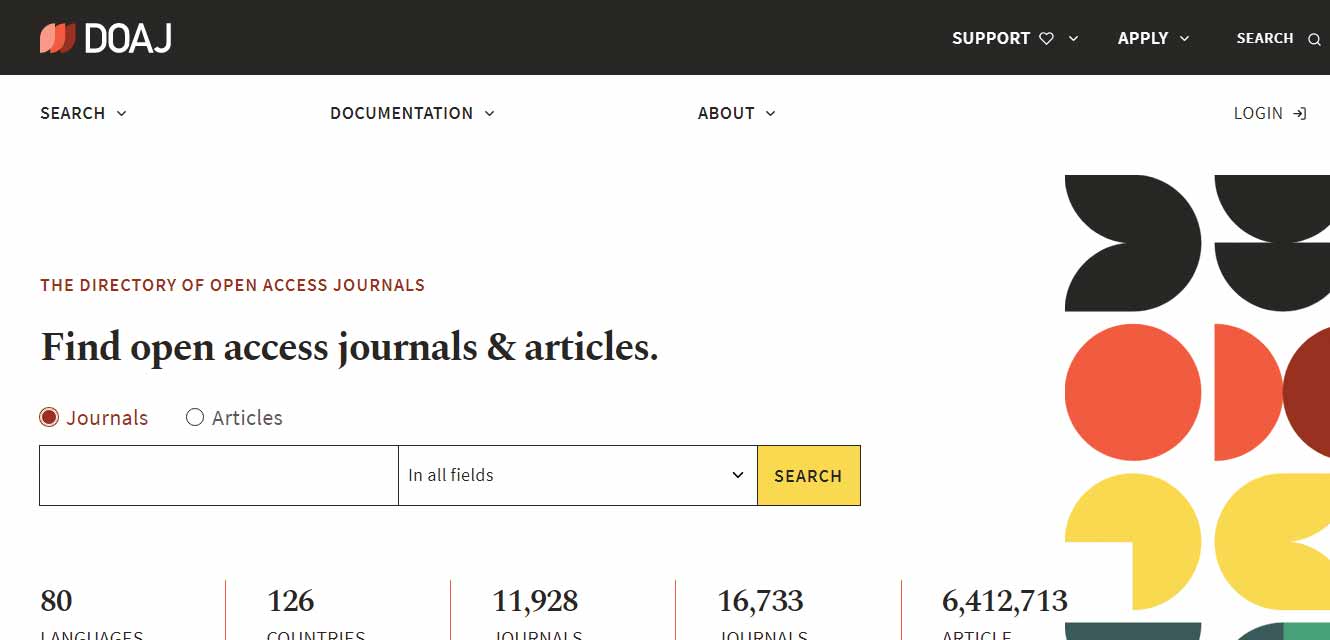 DOAJ
SUPPORT APPLY SEARCH
SEARCH DOCUMENTATION ABOUT LOGIN
THE DIRECTORY OF OPEN ACCESS JOURNALS
Find open access journals & articles.
Journals Articles
In all fields SEARCH
80 126 11,928 16,733 6,412,713
LANGUAGES COUNTRIES JOURNALS JOURNALS ARTICLE